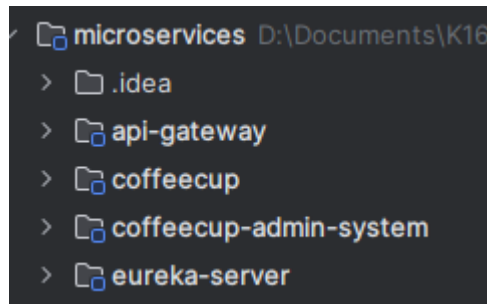 microservices D:\Documents\K16
.idea
api-gateway
coffeecup
coffeecup-admin-system
eureka-server